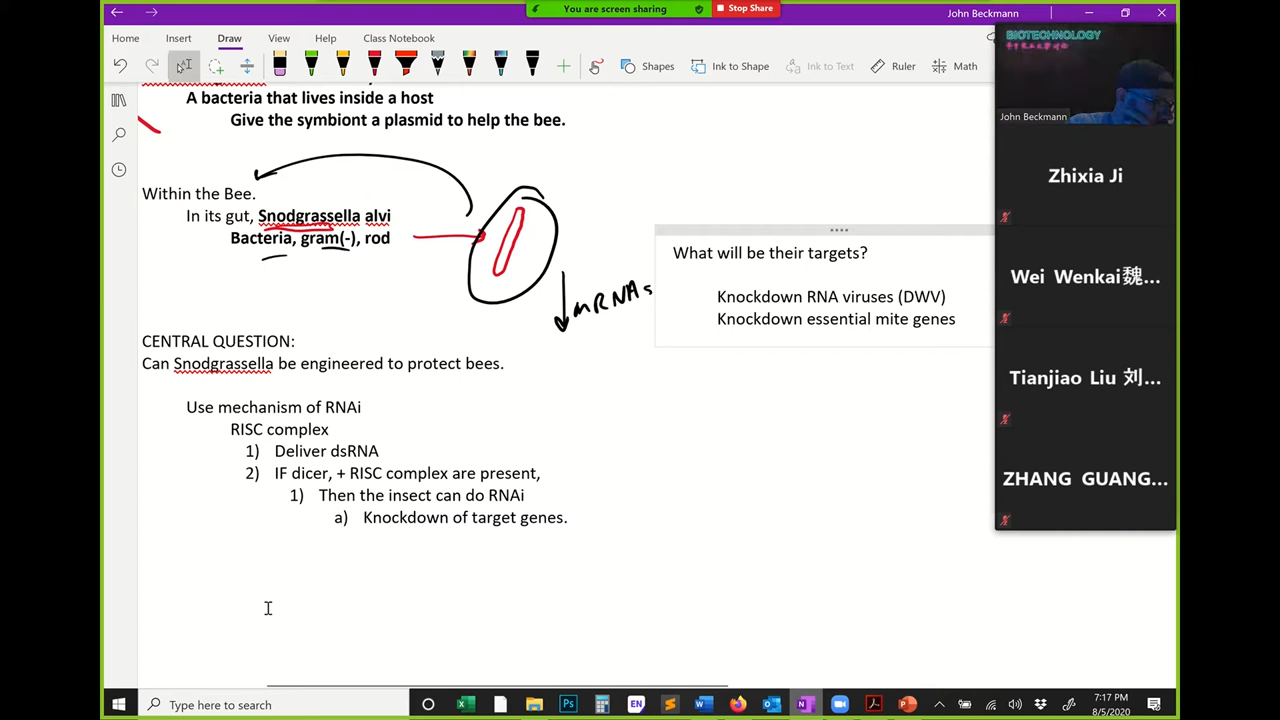 You are screen sharing
Stop Share
John Beckmann
Home
Insert
Draw
View
Help
Class Notebook
Shapes
Ink to Shape
Ink to Text
Ruler
Math
A bacteria that lives inside a host
Give the symbiont a plasmid to help the bee.
Within the Bee.
In its gut, Snodgrassella alvi
Bacteria, gram(-), rod
mRNAs
What will be their targets?
Knockdown RNA viruses (DWV)
Knockdown essential mite genes
CENTRAL QUESTION:
Can Snodgrassella be engineered to protect bees.
Use mechanism of RNAi
RISC complex
1) Deliver dsRNA
2) IF dicer, + RISC complex are present,
1) Then the insect can do RNAi
a) Knockdown of target genes.
BIOTECHNOLOGY
John Beckmann
Zhixia Ji
Wei Wenkai魏...
Tianjiao Liu 刘...
ZHANG GUANG...
Type here to search
EN
7:17 PM
8/5/2020